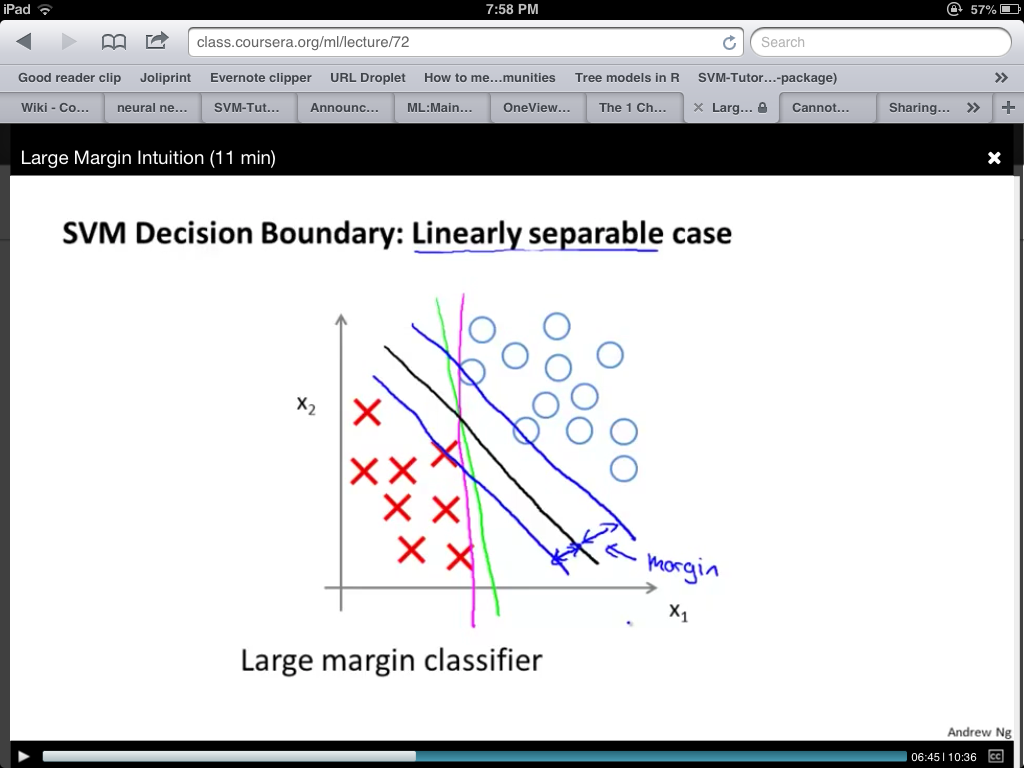 iPad 7:58 PM 57%
class.coursera.org/ml/lecture/72 Search
Good reader clip Joliprint Evernote clipper URL Droplet How to me...munities Tree models in R SVM-Tutor...-package) »
Wiki - Co... neural ne... SVM-Tut... Announc... ML:Main... OneView... The 1 Ch... × Larg... Cannot... Sharing... » +
Large Margin Intuition (11 min) ×
SVM Decision Boundary: Linearly separable case
x2
margin
x1
Large margin classifier
Andrew Ng
06:45 | 10:36 CC